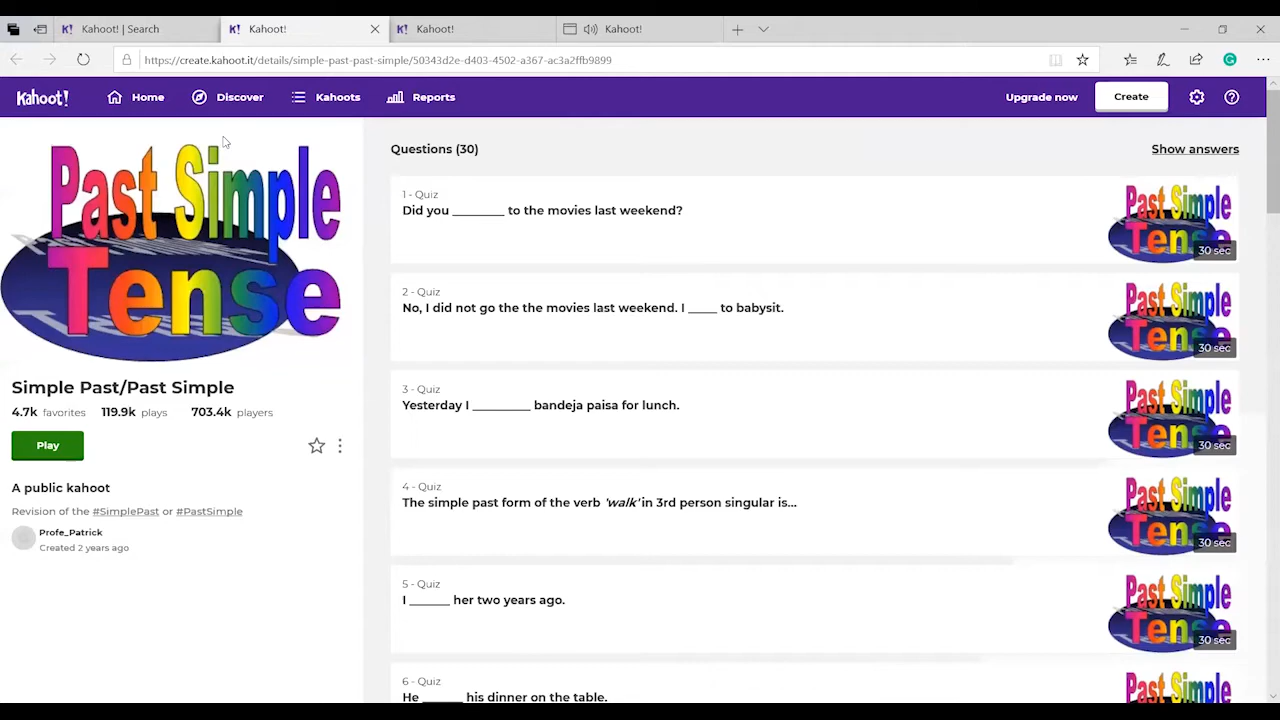 Kahoot! | Search
Kahoot!
Kahoot!
Kahoot!
https://create.kahoot.it/details/simple-past-past-simple/50343d2e-d403-4502-a367-ac3a2ffb9899
Kahoot!
Home
Discover
Kahoots
Reports
Upgrade now
Create
Past Simple
Tense
Simple Past/Past Simple
4.7k favorites 119.9k plays 703.4k players
Play
A public kahoot
Revision of the #SimplePast or #PastSimple
Profe_Patrick
Created 2 years ago
Questions (30)
Show answers
1 - Quiz
Did you ________ to the movies last weekend?
Past Simple
Tense
30 sec
2 - Quiz
No, I did not go the the movies last weekend. I _____ to babysit.
Past Simple
Tense
30 sec
3 - Quiz
Yesterday I _________ bandeja paisa for lunch.
Past Simple
Tense
30 sec
4 - Quiz
The simple past form of the verb 'walk' in 3rd person singular is...
Past Simple
Tense
30 sec
5 - Quiz
I _______ her two years ago.
Past Simple
Tense
30 sec
6 - Quiz
He _______ his dinner on the table.
Past Simple